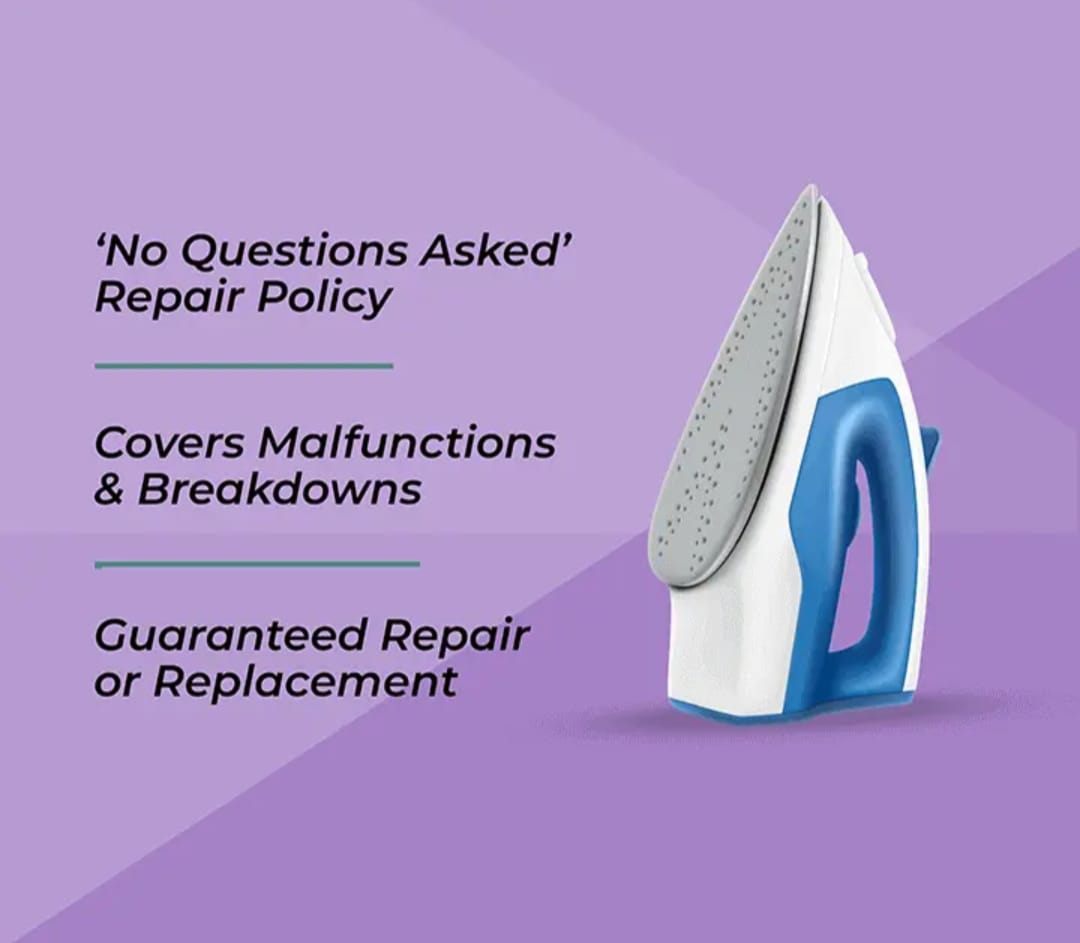 ‘No Questions Asked’
Repair Policy
Covers Malfunctions
& Breakdowns
Guaranteed Repair
or Replacement